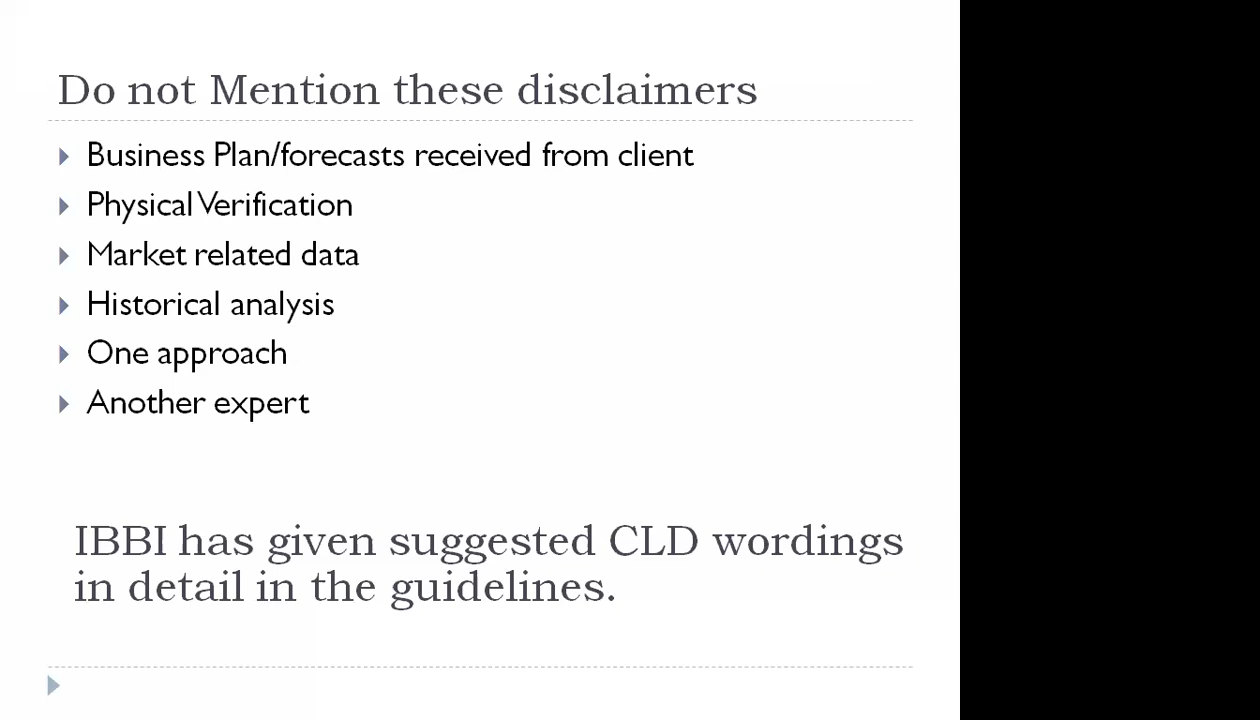 Do not Mention these disclaimers
Business Plan/forecasts received from client
Physical Verification
Market related data
Historical analysis
One approach
Another expert
IBBI has given suggested CLD wordings
in detail in the guidelines.